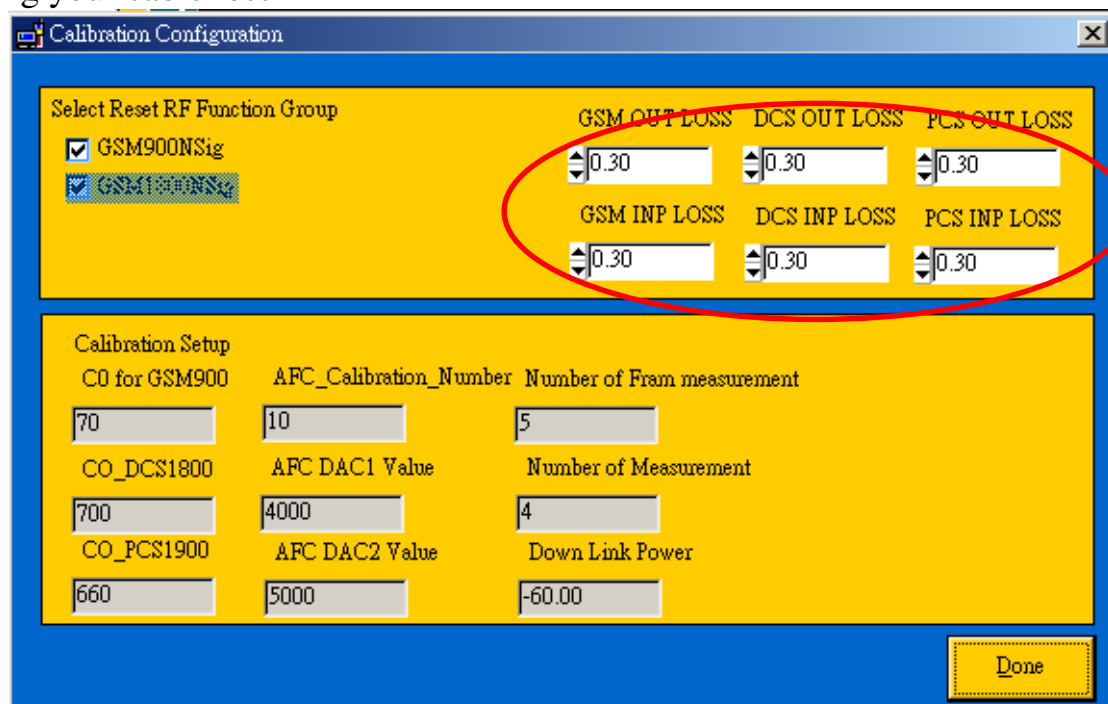 Calibration Configuration
Select Reset RF Function Group
GSM900NSig
GSM1800NSig
GSM OUT LOSS DCS OUT LOSS PCS OUT LOSS
0.30 0.30 0.30
GSM INP LOSS DCS INP LOSS PCS INP LOSS
0.30 0.30 0.30
Calibration Setup
C0 for GSM900 AFC_Calibration_Number Number of Fram measurement
70 10 5
CO_DCS1800 AFC DAC1 Value Number of Measuremen
700 4000 4
CO_PCS1900 AFC DAC2 Value Down Link Power
660 5000 -60.00
Done